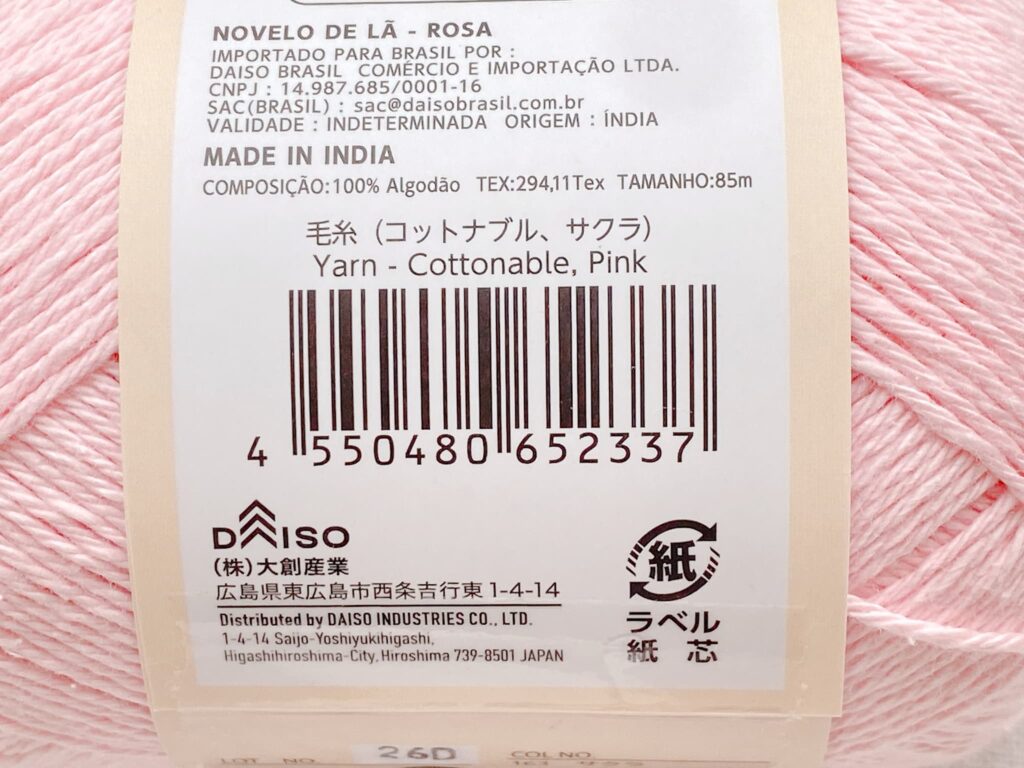 NOVELO DE LÃ - ROSA
IMPORTADO PARA BRASIL POR :
DAISO BRASIL COMÉRCIO E IMPORTAÇÃO LTDA.
CNPJ : 14.987.685/0001-16
SAC(BRASIL) : sac@daisobrasil.com.br
VALIDADE : INDETERMINADA ORIGEM : ÍNDIA
MADE IN INDIA
COMPOSIÇÃO:100% Algodão TEX:294,11Tex TAMANHO:85m
毛糸（コットナブル、サクラ）
Yarn - Cottonable, Pink
4 550480 652337
DAISO
(株)大創産業
広島県東広島市西条吉行東 1-4-14
Distributed by DAISO INDUSTRIES CO., LTD.
1-4-14 Saijo-Yoshiyukihigashi,
Higashihiroshima-City, Hiroshima 739-8501 JAPAN
紙
ラベル
紙 芯
LOT NO. 26D COL NO.